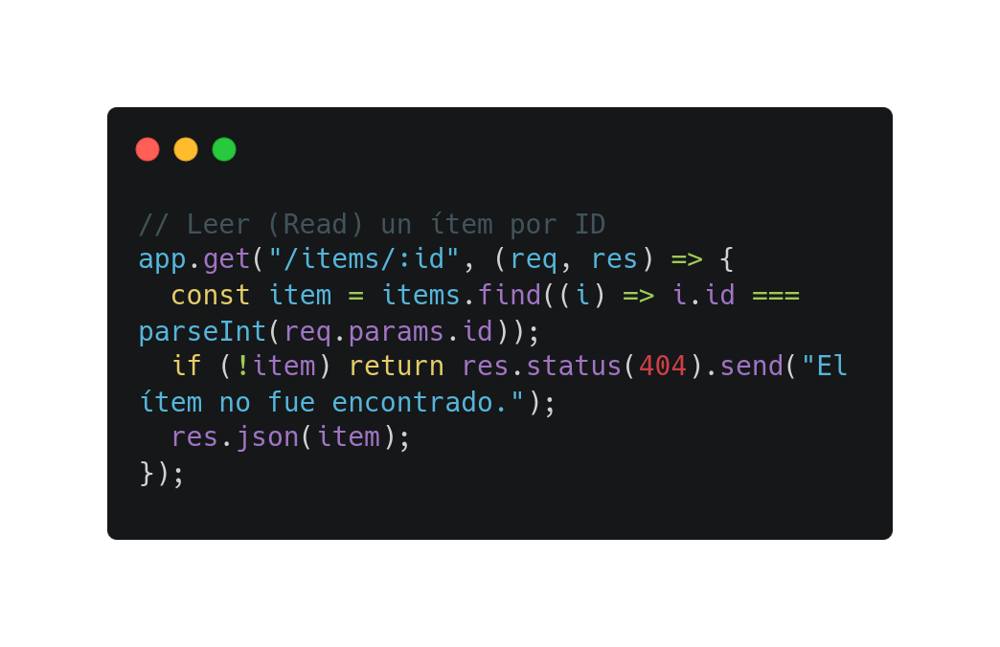 // Leer (Read) un ítem por ID
app.get("/items/:id", (req, res) => {
  const item = items.find((i) => i.id ===
parseInt(req.params.id));
  if (!item) return res.status(404).send("El
ítem no fue encontrado.");
  res.json(item);
});